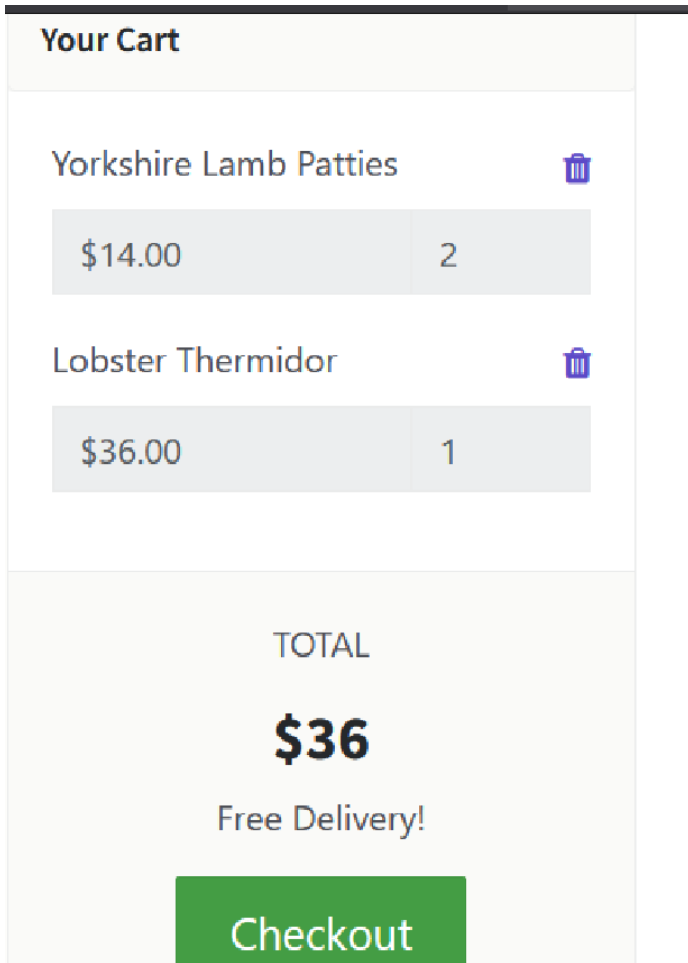 Your Cart
Yorkshire Lamb Patties
$14.00 2
Lobster Thermidor
$36.00 1
TOTAL
$36
Free Delivery!
Checkout